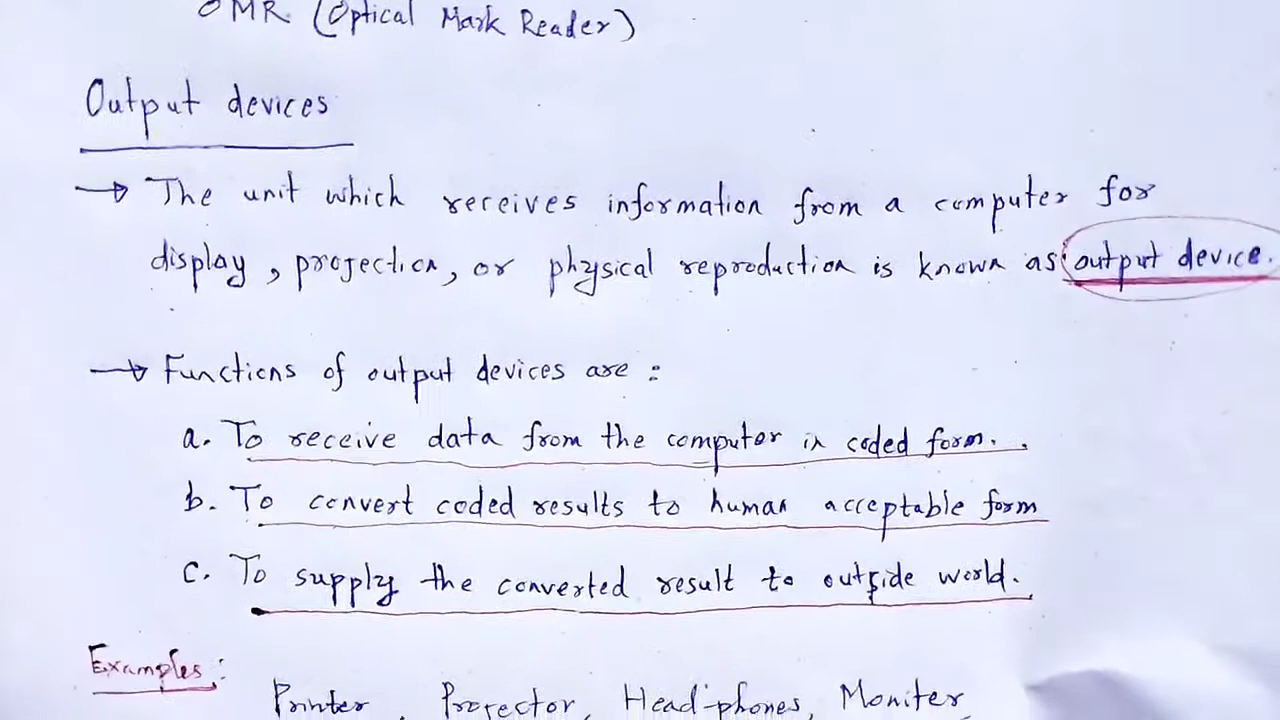 OMR (Optical Mark Reader)
Output devices
→ The unit which receives information from a computer for
display, projection, or physical reproduction is known as output device.
→ Functions of output devices are :
a. To receive data from the computer in coded form.
b. To convert coded results to human acceptable form
c. To supply the converted result to outside world.
Examples:
Printer, Projector, Head-phones, Moniter